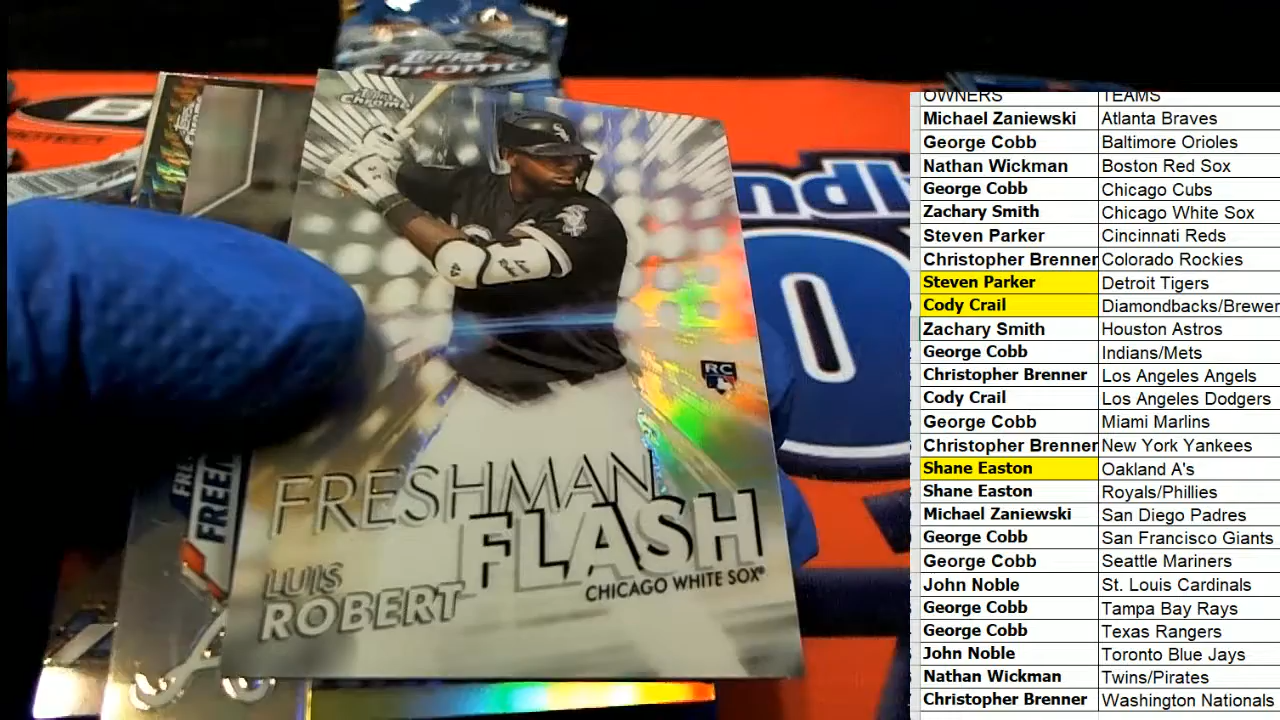 Topps
Chrome
Topps
Chrome
FRESHMAN
FLASH
LUIS
ROBERT
CHICAGO WHITE SOX
RC
FREE
OWNERS TEAMS
Michael Zaniewski Atlanta Braves
George Cobb Baltimore Orioles
Nathan Wickman Boston Red Sox
George Cobb Chicago Cubs
Zachary Smith Chicago White Sox
Steven Parker Cincinnati Reds
Christopher Brenner Colorado Rockies
Steven Parker Detroit Tigers
Cody Crail Diamondbacks/Brewer
Zachary Smith Houston Astros
George Cobb Indians/Mets
Christopher Brenner Los Angeles Angels
Cody Crail Los Angeles Dodgers
George Cobb Miami Marlins
Christopher Brenner New York Yankees
Shane Easton Oakland A's
Shane Easton Royals/Phillies
Michael Zaniewski San Diego Padres
George Cobb San Francisco Giants
George Cobb Seattle Mariners
John Noble St. Louis Cardinals
George Cobb Tampa Bay Rays
George Cobb Texas Rangers
John Noble Toronto Blue Jays
Nathan Wickman Twins/Pirates
Christopher Brenner Washington Nationals